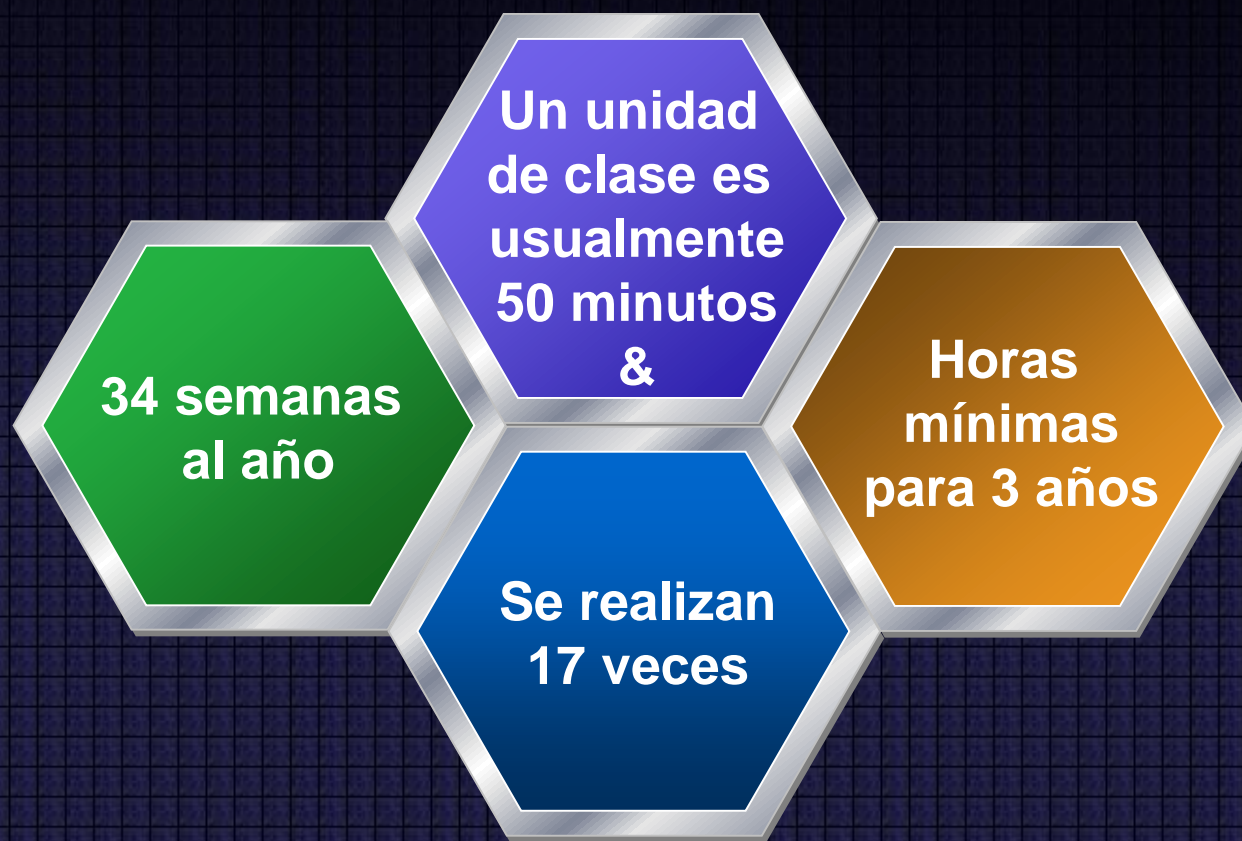 Un unidad
de clase es
usualmente
50 minutos
&
34 semanas
al año
Horas
mínimas
para 3 años
Se realizan
17 veces